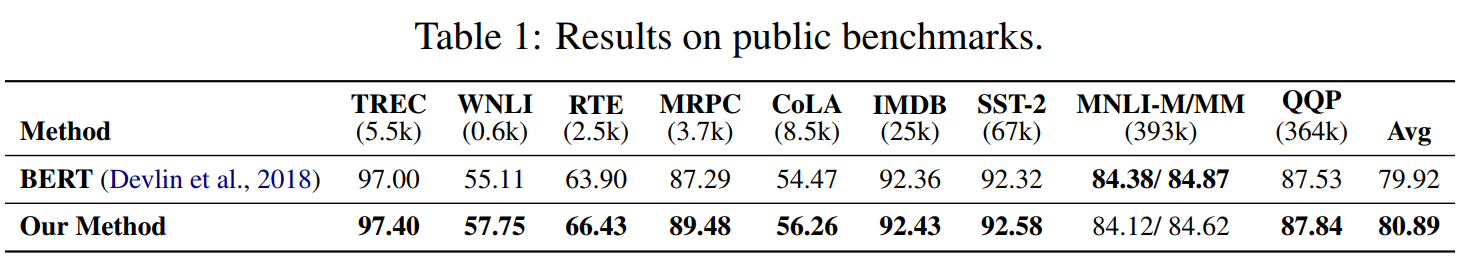 Table 1: Results on public benchmarks.
Method TREC (5.5k) WNLI (0.6k) RTE (2.5k) MRPC (3.7k) CoLA (8.5k) IMDB (25k) SST-2 (67k) MNLI-M/MM (393k) QQP (364k) Avg
BERT (Devlin et al., 2018) 97.00 55.11 63.90 87.29 54.47 92.36 92.32 84.38/ 84.87 87.53 79.92
Our Method 97.40 57.75 66.43 89.48 56.26 92.43 92.58 84.12/ 84.62 87.84 80.89